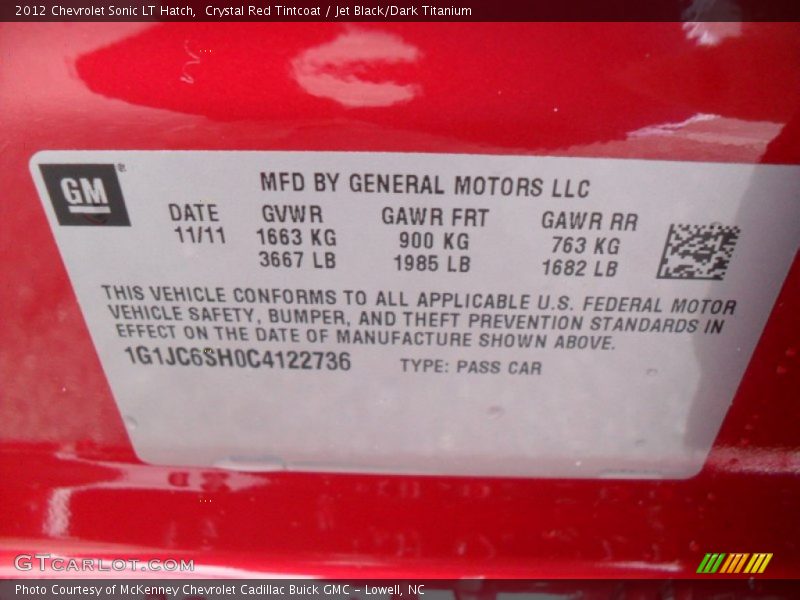 2012 Chevrolet Sonic LT Hatch, Crystal Red Tintcoat / Jet Black/Dark Titanium
GM ®
MFD BY GENERAL MOTORS LLC
DATE GVWR GAWR FRT GAWR RR
11/11 1663 KG 900 KG 763 KG
3667 LB 1985 LB 1682 LB
THIS VEHICLE CONFORMS TO ALL APPLICABLE U.S. FEDERAL MOTOR
VEHICLE SAFETY, BUMPER, AND THEFT PREVENTION STANDARDS IN
EFFECT ON THE DATE OF MANUFACTURE SHOWN ABOVE.
1G1JC6SH0C4122736 TYPE: PASS CAR
GTCARLOT.COM
Photo Courtesy of McKenney Chevrolet Cadillac Buick GMC - Lowell, NC